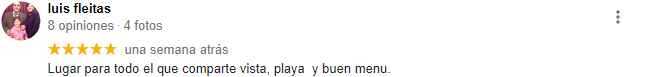 luis fleitas
8 opiniones · 4 fotos
una semana atrás
Lugar para todo el que comparte vista, playa  y buen menu.